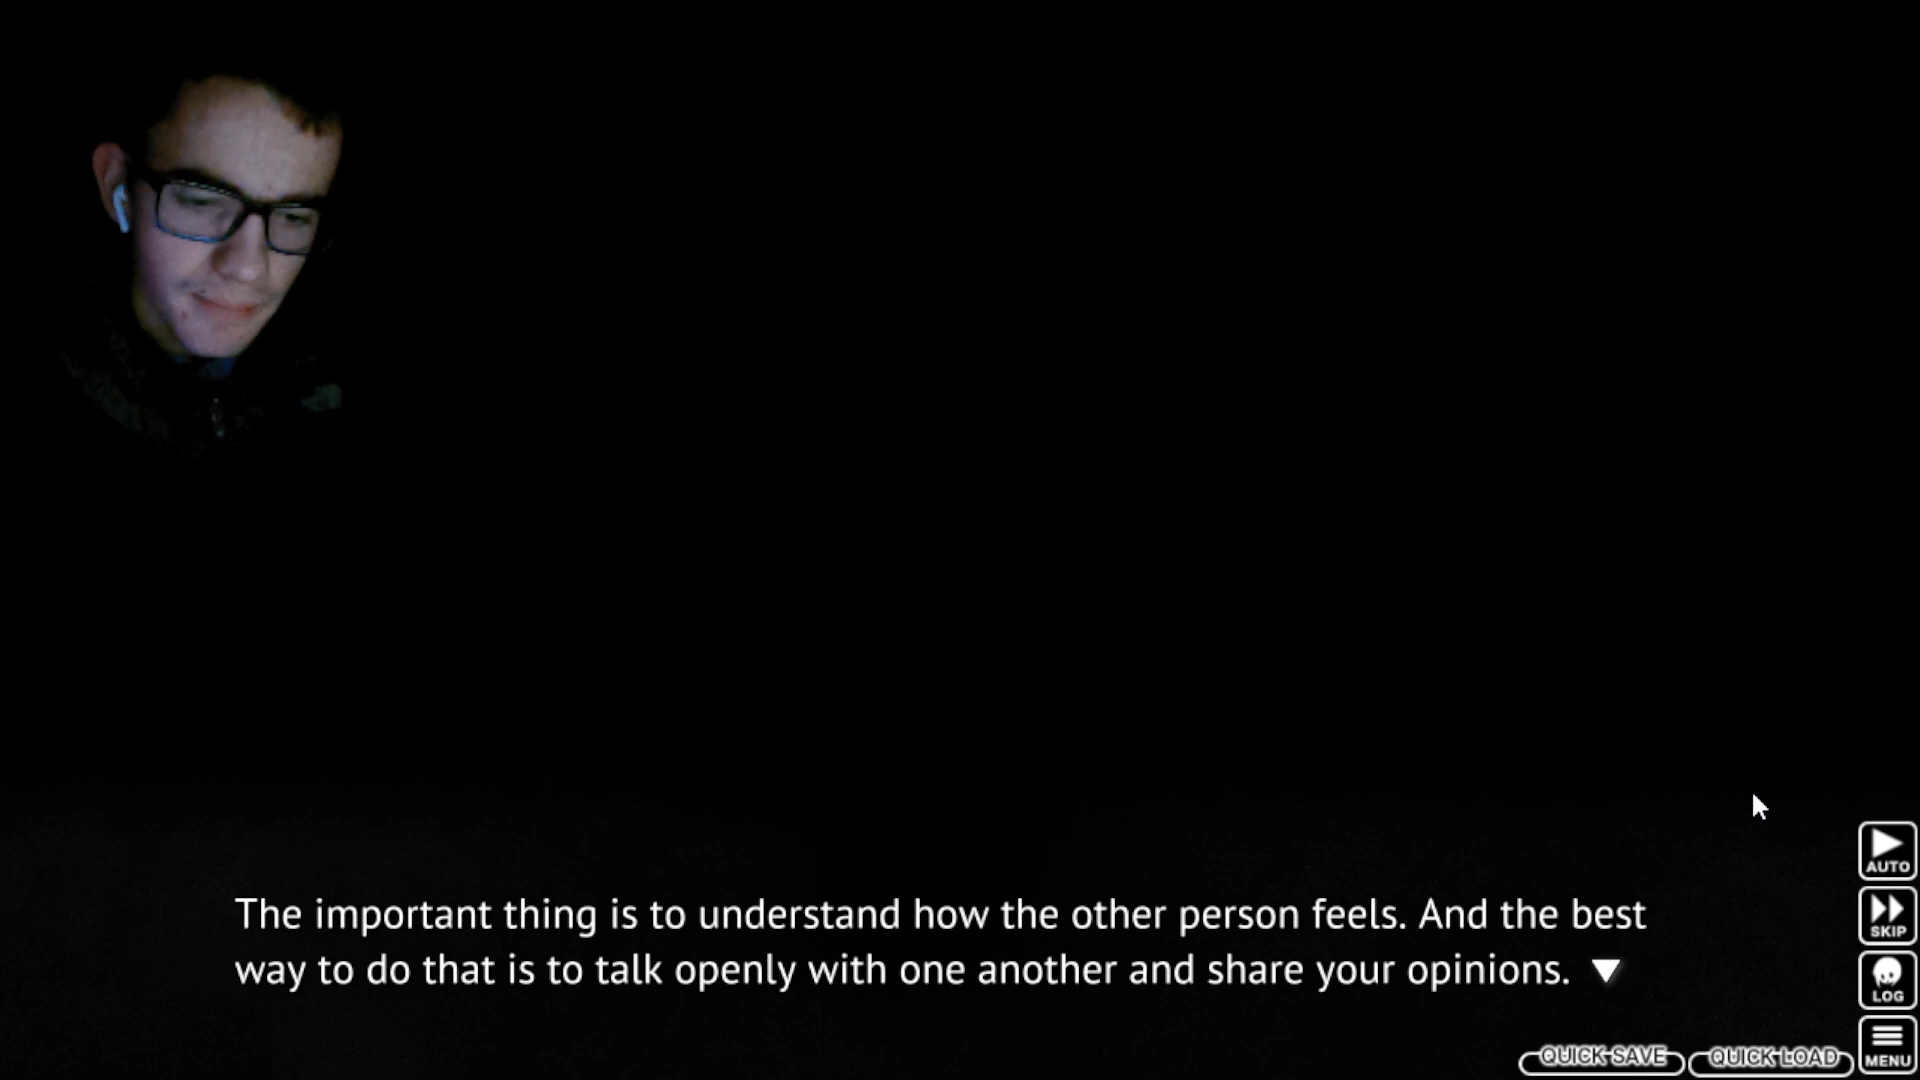 The important thing is to understand how the other person feels. And the best
way to do that is to talk openly with one another and share your opinions.
AUTO
SKIP
LOG
MENU
QUICK SAVE
QUICK LOAD